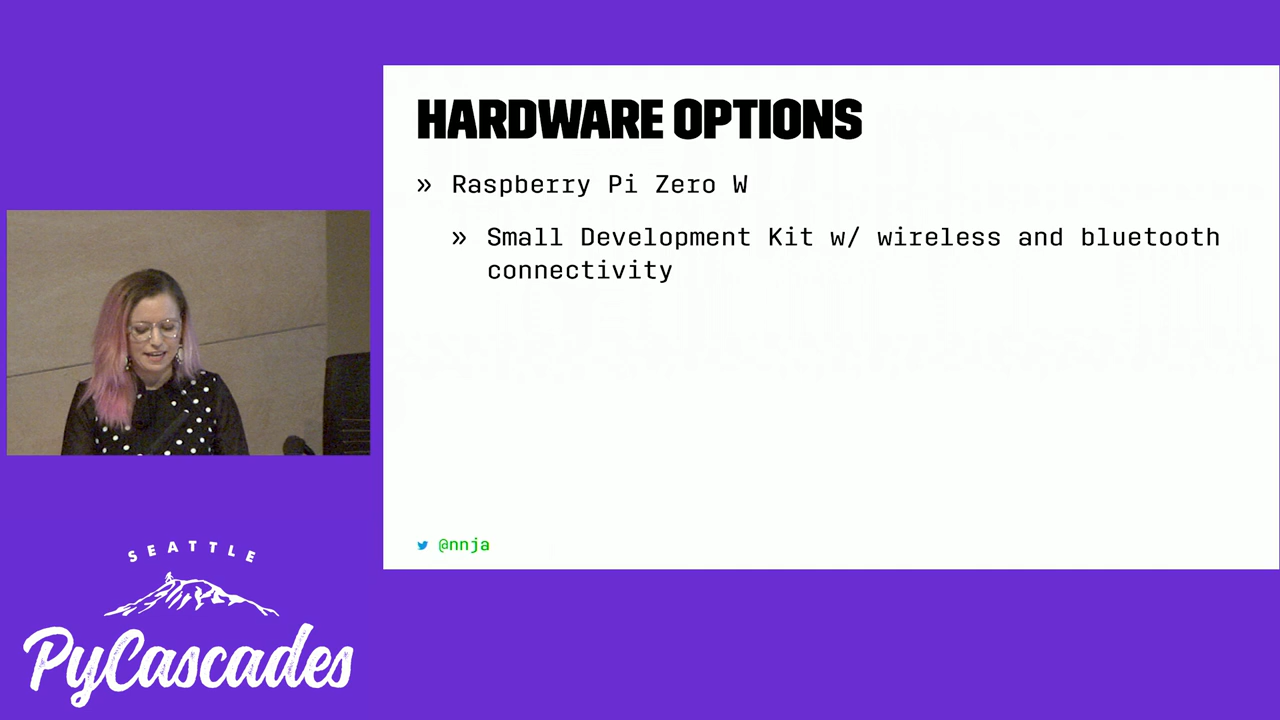 HARDWARE OPTIONS
» Raspberry Pi Zero W
» Small Development Kit w/ wireless and bluetooth
connectivity
@nnja
SEATTLE
PyCascades